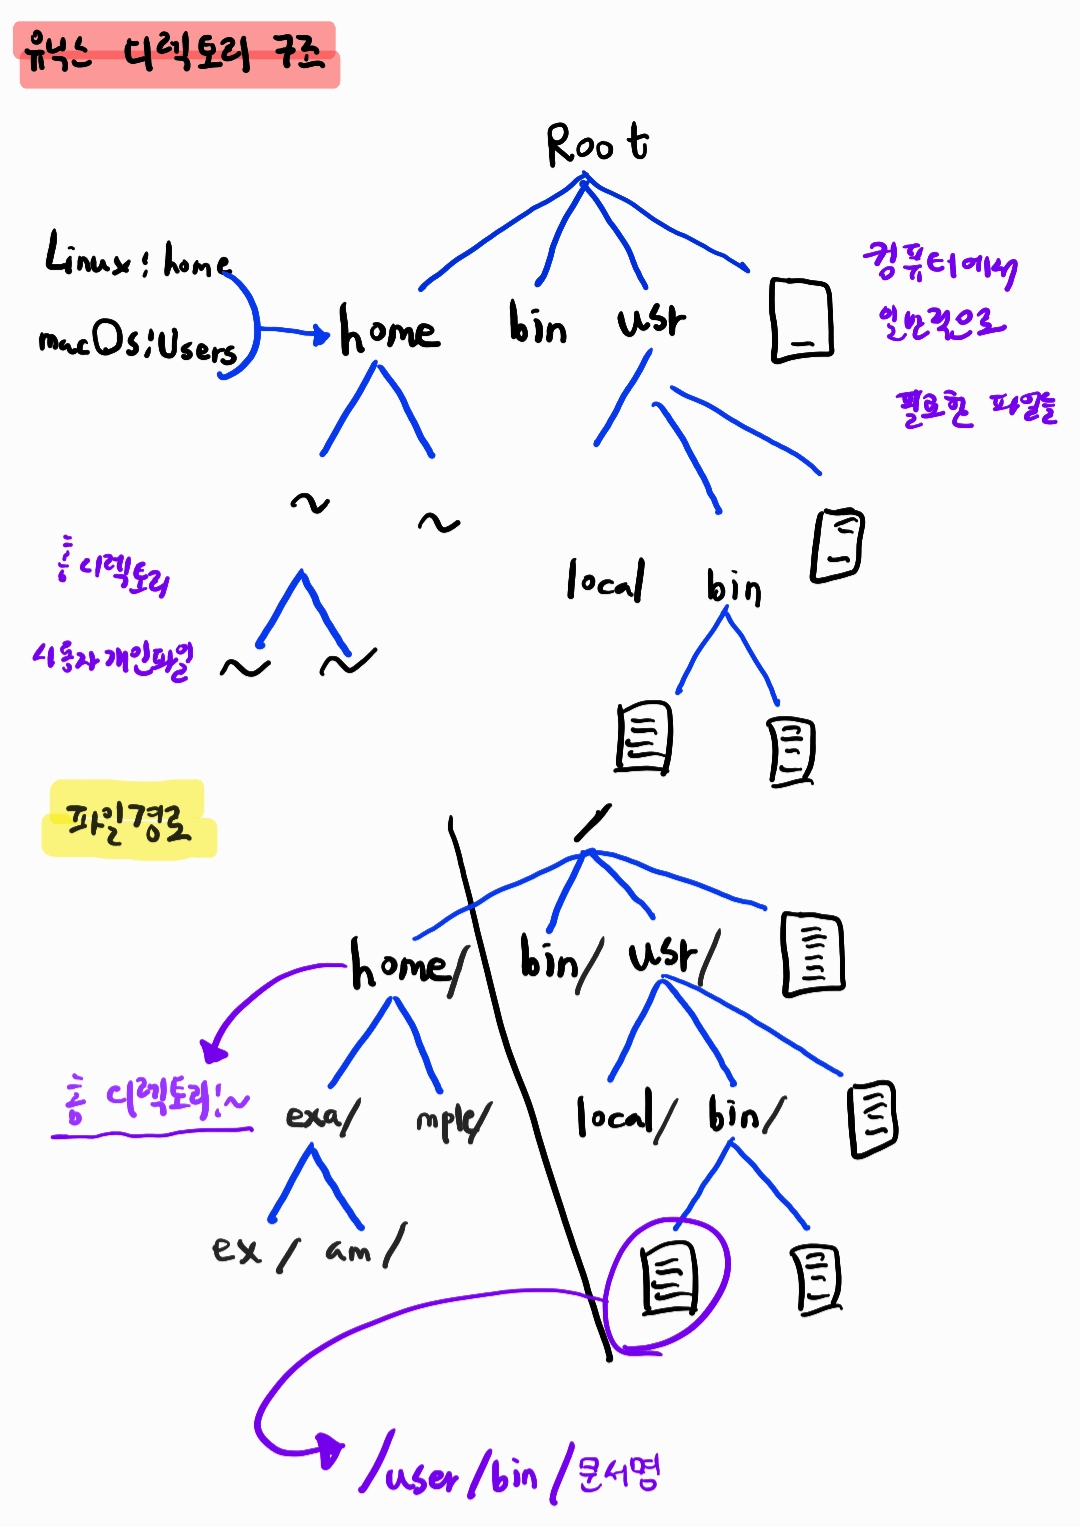 유닉스 디렉토리 구조
Root
Linux : home
macOs : Users
home
bin
usr
컴퓨터에서
일반적으로
필요한 파일들
~
~
홈 디렉토리
사용자 개인파일
~
~
local
bin
파일경로
/
home/
bin/
usr/
홈 디렉토리 : ~
exa/
mple/
local/
bin/
ex /
am /
/user/bin/문서명